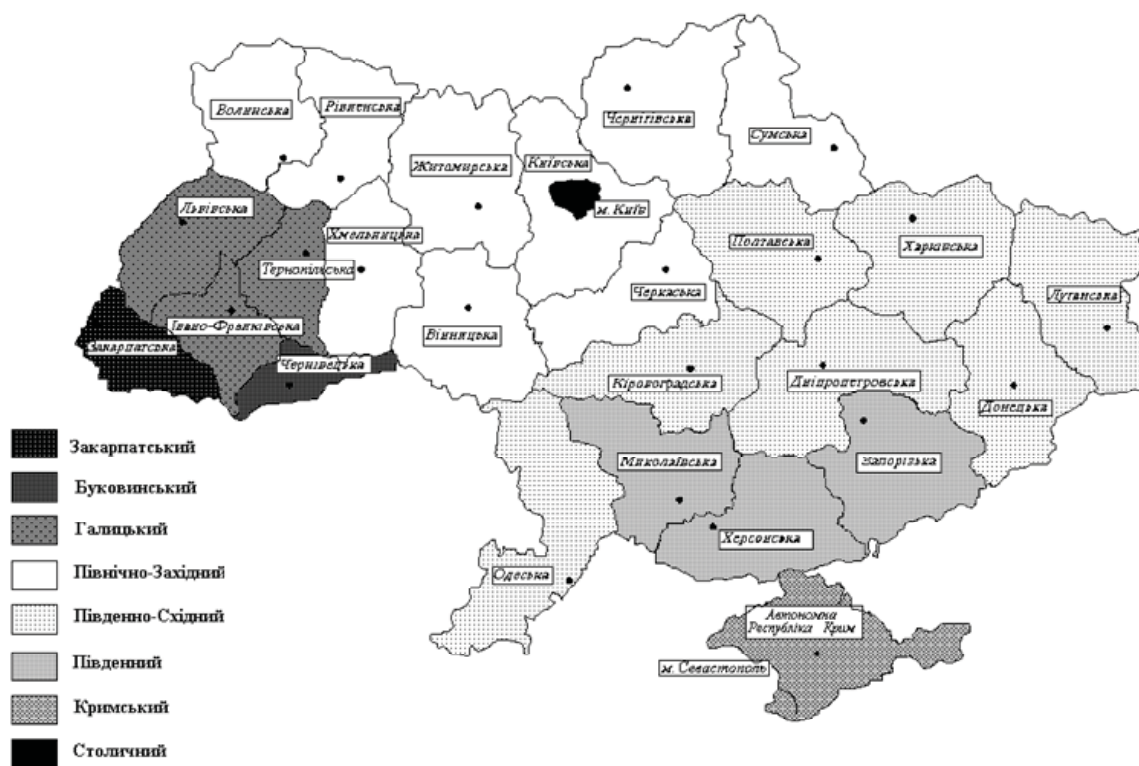 Волинська
Рівненська
Чернігівська
Сумська
Житомирська
Київська
м. Київ
Львівська
Хмельницька
Тернопільська
Полтавська
Харківська
Черкаська
Луганська
Івано-Франківська
Вінницька
Закарпатська
Чернівецька
Кіровоградська
Дніпропетровська
Донецька
Миколаївська
Запорізька
Херсонська
Одеська
Автономна
Республіка Крим
м. Севастополь
Закарпатський
Буковинський
Галицький
Північно-Західний
Південно-Східний
Південний
Кримський
Столичний